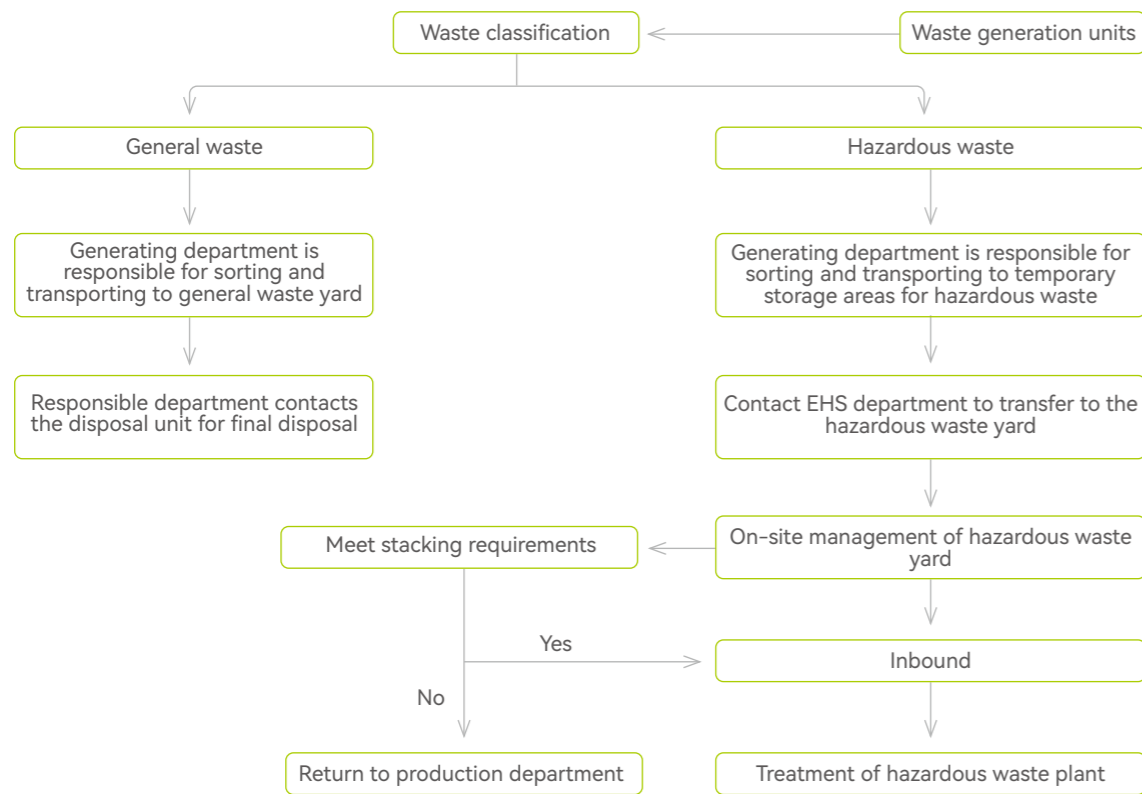 Waste classification
Waste generation units
General waste
Hazardous waste
Generating department is
responsible for sorting and
transporting to general waste yard
Generating department is responsible for
sorting and transporting to temporary
storage areas for hazardous waste
Responsible department contacts
the disposal unit for final disposal
Contact EHS department to transfer to the
hazardous waste yard
Meet stacking requirements
On-site management of hazardous waste
yard
Yes
Inbound
No
Return to production department
Treatment of hazardous waste plant